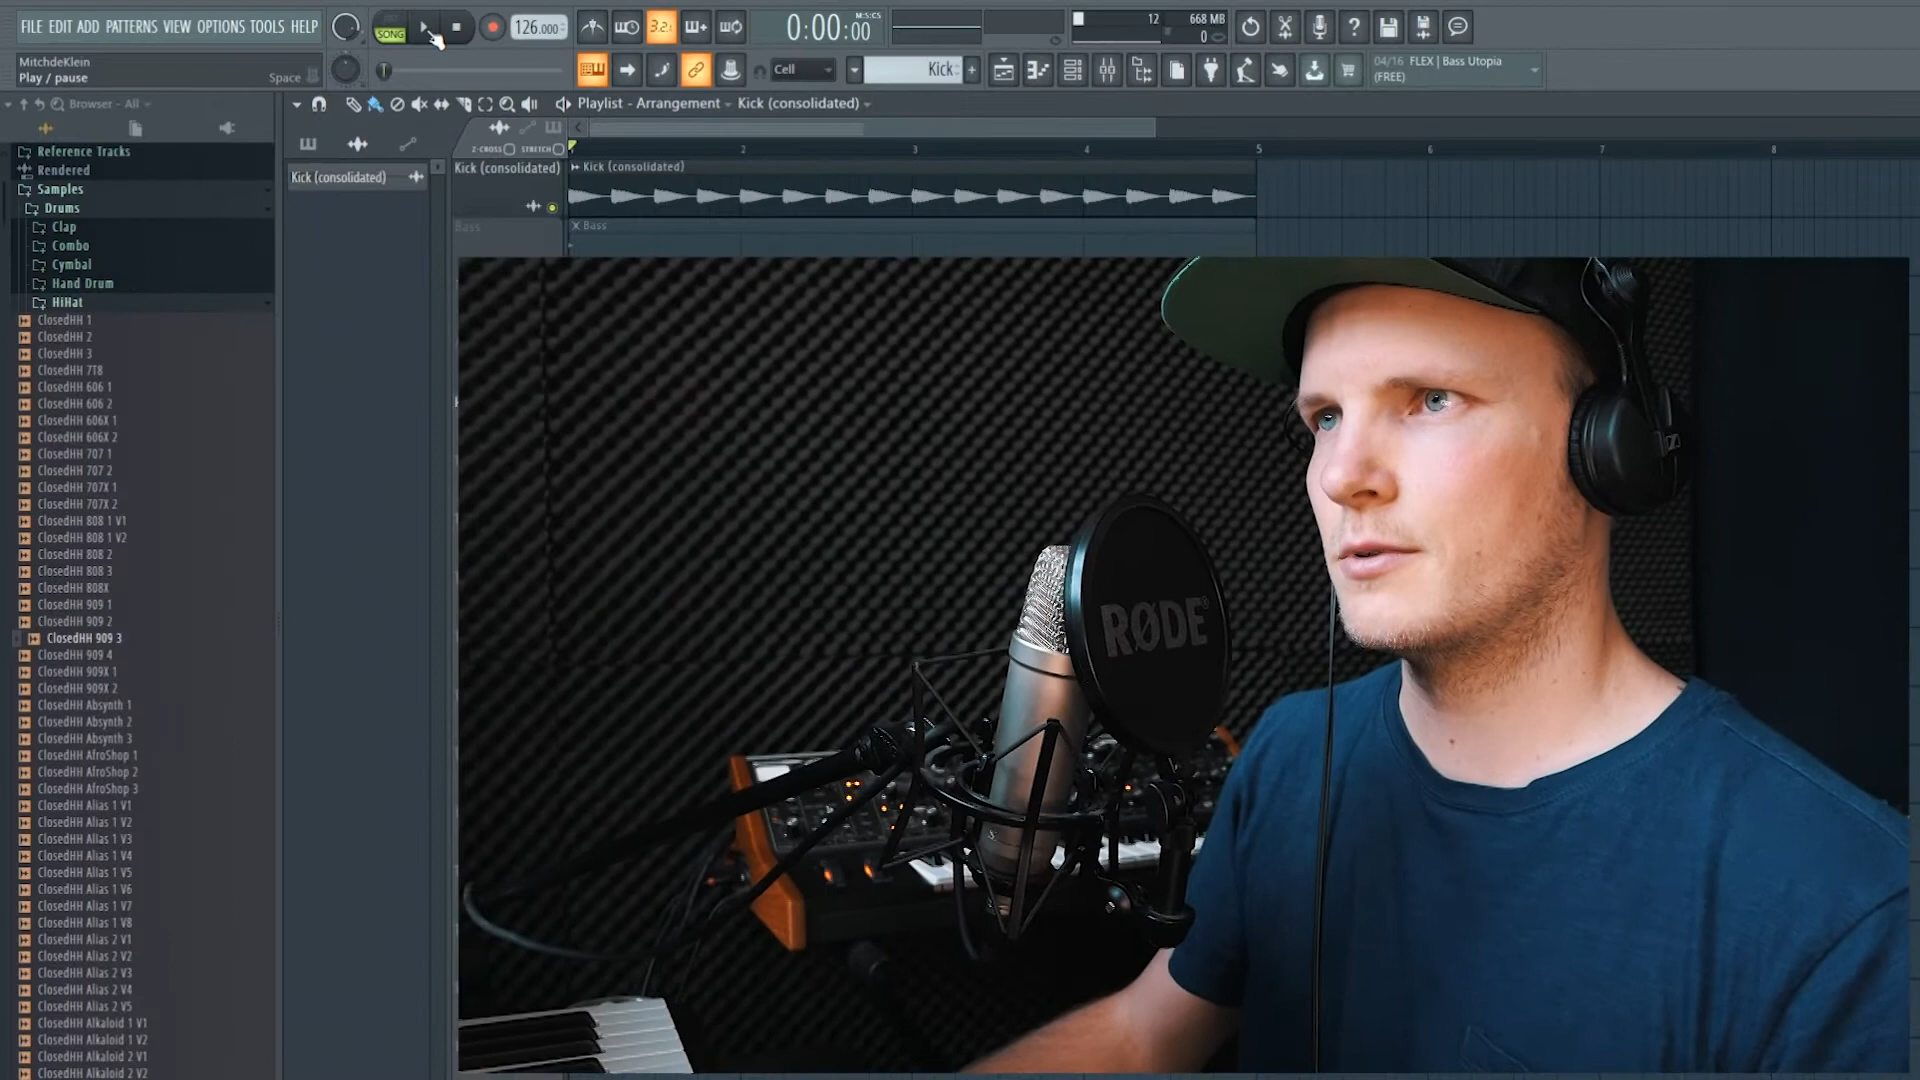 FILE EDIT ADD PATTERNS VIEW OPTIONS TOOLS HELP
SONG
126.000
3.2.
0:00:00
M:S:CS
12
668 MB
0
MitchdeKlein
Play / pause
Space
Cell
Kick
04/16 FLEX | Bass Utopia
(FREE)
Browser - All
Playlist - Arrangement
Kick (consolidated)
Z-CROSS
STRETCH
2
3
4
5
6
7
8
Kick (consolidated)
Kick (consolidated)
Kick (consolidated)
Bass
Bass
Reference Tracks
Rendered
Samples
Drums
Clap
Combo
Cymbal
Hand Drum
HiHat
ClosedHH 1
ClosedHH 2
ClosedHH 3
ClosedHH 7T8
ClosedHH 606 1
ClosedHH 606 2
ClosedHH 606X 1
ClosedHH 606X 2
ClosedHH 707 1
ClosedHH 707 2
ClosedHH 707X 1
ClosedHH 707X 2
ClosedHH 808 1 V1
ClosedHH 808 1 V2
ClosedHH 808 2
ClosedHH 808 3
ClosedHH 808X
ClosedHH 909 1
ClosedHH 909 2
ClosedHH 909 3
ClosedHH 909 4
ClosedHH 909X 1
ClosedHH 909X 2
ClosedHH Absynth 1
ClosedHH Absynth 2
ClosedHH Absynth 3
ClosedHH AfroShop 1
ClosedHH AfroShop 2
ClosedHH AfroShop 3
ClosedHH Alias 1 V1
ClosedHH Alias 1 V2
ClosedHH Alias 1 V3
ClosedHH Alias 1 V4
ClosedHH Alias 1 V5
ClosedHH Alias 1 V6
ClosedHH Alias 1 V7
ClosedHH Alias 1 V8
ClosedHH Alias 2 V1
ClosedHH Alias 2 V2
ClosedHH Alias 2 V3
ClosedHH Alias 2 V4
ClosedHH Alias 2 V5
ClosedHH Alkaloid 1 V1
ClosedHH Alkaloid 1 V2
ClosedHH Alkaloid 2 V1
ClosedHH Alkaloid 2 V2
RØDE